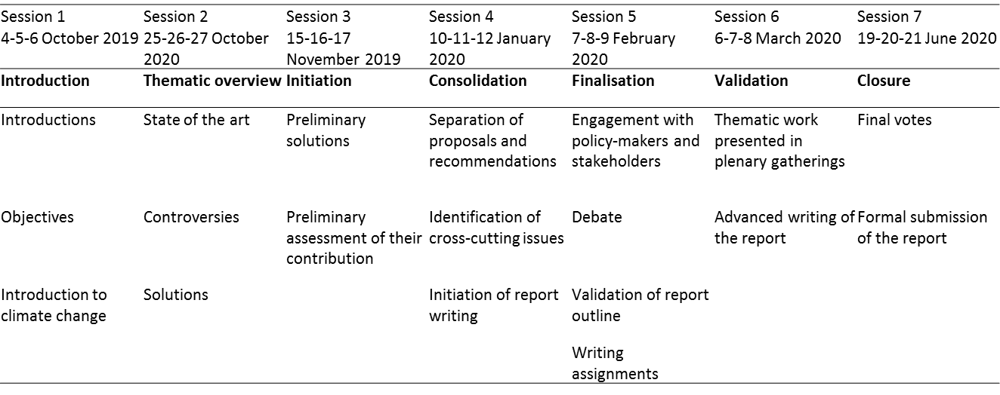 Session 1
4-5-6 October 2019
Session 2
25-26-27 October
2020
Session 3
15-16-17
November 2019
Session 4
10-11-12 January
2020
Session 5
7-8-9 February
2020
Session 6
6-7-8 March 2020
Session 7
19-20-21 June 2020
Introduction
Thematic overview
Initiation
Consolidation
Finalisation
Validation
Closure
Introductions
State of the art
Preliminary
solutions
Separation of
proposals and
recommendations
Engagement with
policy-makers and
stakeholders
Thematic work
presented in
plenary gatherings
Final votes
Objectives
Controversies
Preliminary
assessment of their
contribution
Identification of
cross-cutting issues
Debate
Advanced writing of
the report
Formal submission
of the report
Introduction to
climate change
Solutions
Initiation of report
writing
Validation of report
outline
Writing
assignments